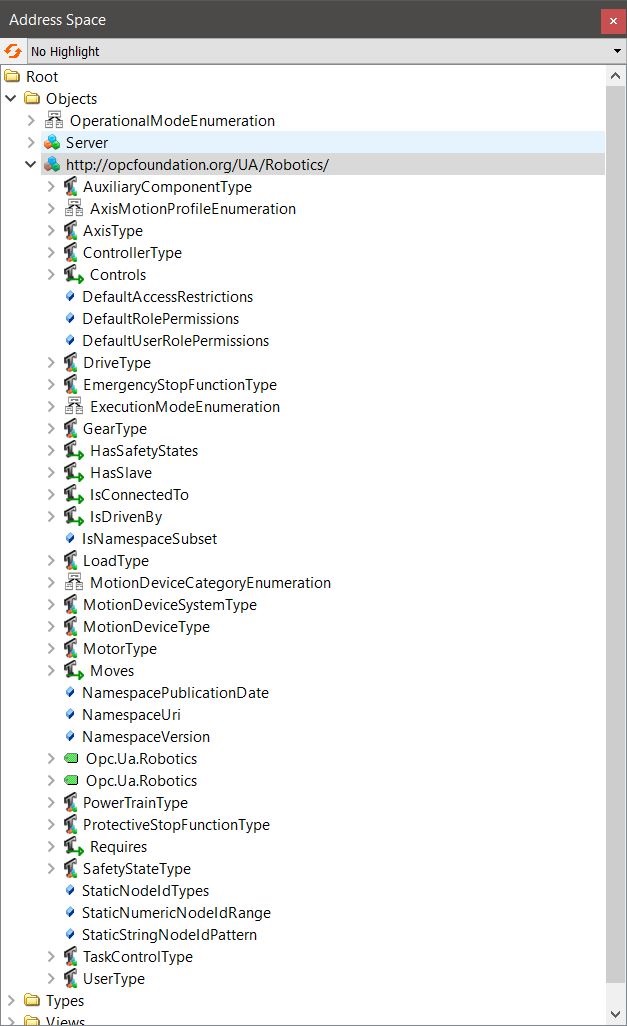 Address Space
No Highlight
Root
Objects
OperationalModeEnumeration
Server
http://opcfoundation.org/UA/Robotics/
AuxiliaryComponentType
AxisMotionProfileEnumeration
AxisType
ControllerType
Controls
DefaultAccessRestrictions
DefaultRolePermissions
DefaultUserRolePermissions
DriveType
EmergencyStopFunctionType
ExecutionModeEnumeration
GearType
HasSafetyStates
HasSlave
IsConnectedTo
IsDrivenBy
IsNamespaceSubset
LoadType
MotionDeviceCategoryEnumeration
MotionDeviceSystemType
MotionDeviceType
MotorType
Moves
NamespacePublicationDate
NamespaceUri
NamespaceVersion
Opc.Ua.Robotics
Opc.Ua.Robotics
PowerTrainType
ProtectiveStopFunctionType
Requires
SafetyStateType
StaticNodeIdTypes
StaticNumericNodeIdRange
StaticStringNodeIdPattern
TaskControlType
UserType
Types
Views